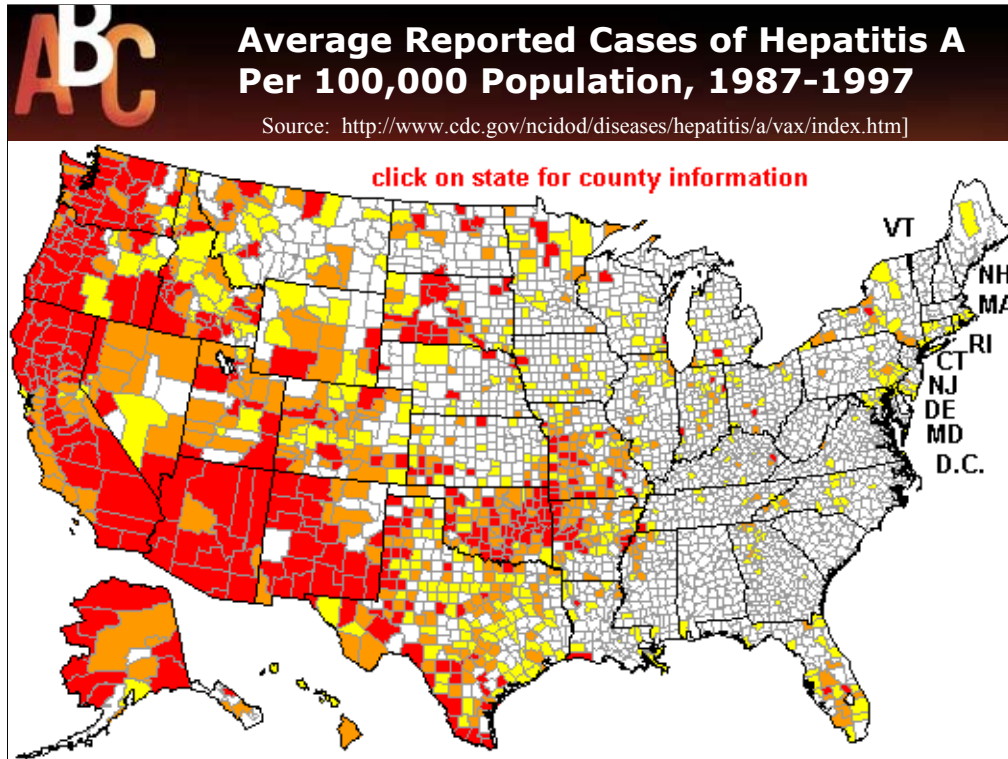 ABC
Average Reported Cases of Hepatitis A
Per 100,000 Population, 1987-1997
Source: http://www.cdc.gov/ncidod/diseases/hepatitis/a/vax/index.htm]
click on state for county information
VT
NH
MA
RI
CT
NJ
DE
MD
D.C.